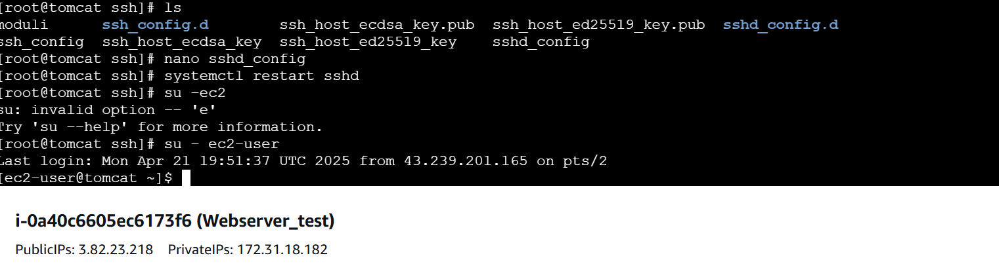 [root@tomcat ssh]# ls
moduli ssh_config.d ssh_host_ecdsa_key.pub ssh_host_ed25519_key.pub sshd_config.d
ssh_config ssh_host_ecdsa_key ssh_host_ed25519_key sshd_config
[root@tomcat ssh]# nano sshd_config
[root@tomcat ssh]# systemctl restart sshd
[root@tomcat ssh]# su -ec2
su: invalid option -- 'e'
Try 'su --help' for more information.
[root@tomcat ssh]# su - ec2-user
Last login: Mon Apr 21 19:51:37 UTC 2025 from 43.239.201.165 on pts/2
[ec2-user@tomcat ~]$
i-0a40c6605ec6173f6 (Webserver_test)
PublicIPs: 3.82.23.218 PrivateIPs: 172.31.18.182